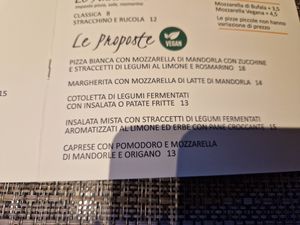 CLASSICA 8
STRACCHINO E RUCOLA 12
Mozzarella di Bufala + 3,5
Mozzarella Vegana + 4,5
Le pizze piccole non hanno
variazione di prezzo
Le Proposte
VEGAN
PIZZA BIANCA CON MOZZARELLA DI MANDORLA CON ZUCCHINE
E STRACCETTI DI LEGUMI AL LIMONE E ROSMARINO 18
MARGHERITA CON MOZZARELLA DI LATTE DI MANDORLA 14
COTOLETTA DI LEGUMI FERMENTATI
CON INSALATA O PATATE FRITTE 13
INSALATA MISTA CON STRACCETTI DI LEGUMI FERMENTATI
AROMATIZZATI AL LIMONE ED ERBE CON PANE CROCCANTE 15
CAPRESE CON POMODORO E MOZZARELLA
DI MANDORLE E ORIGANO 13